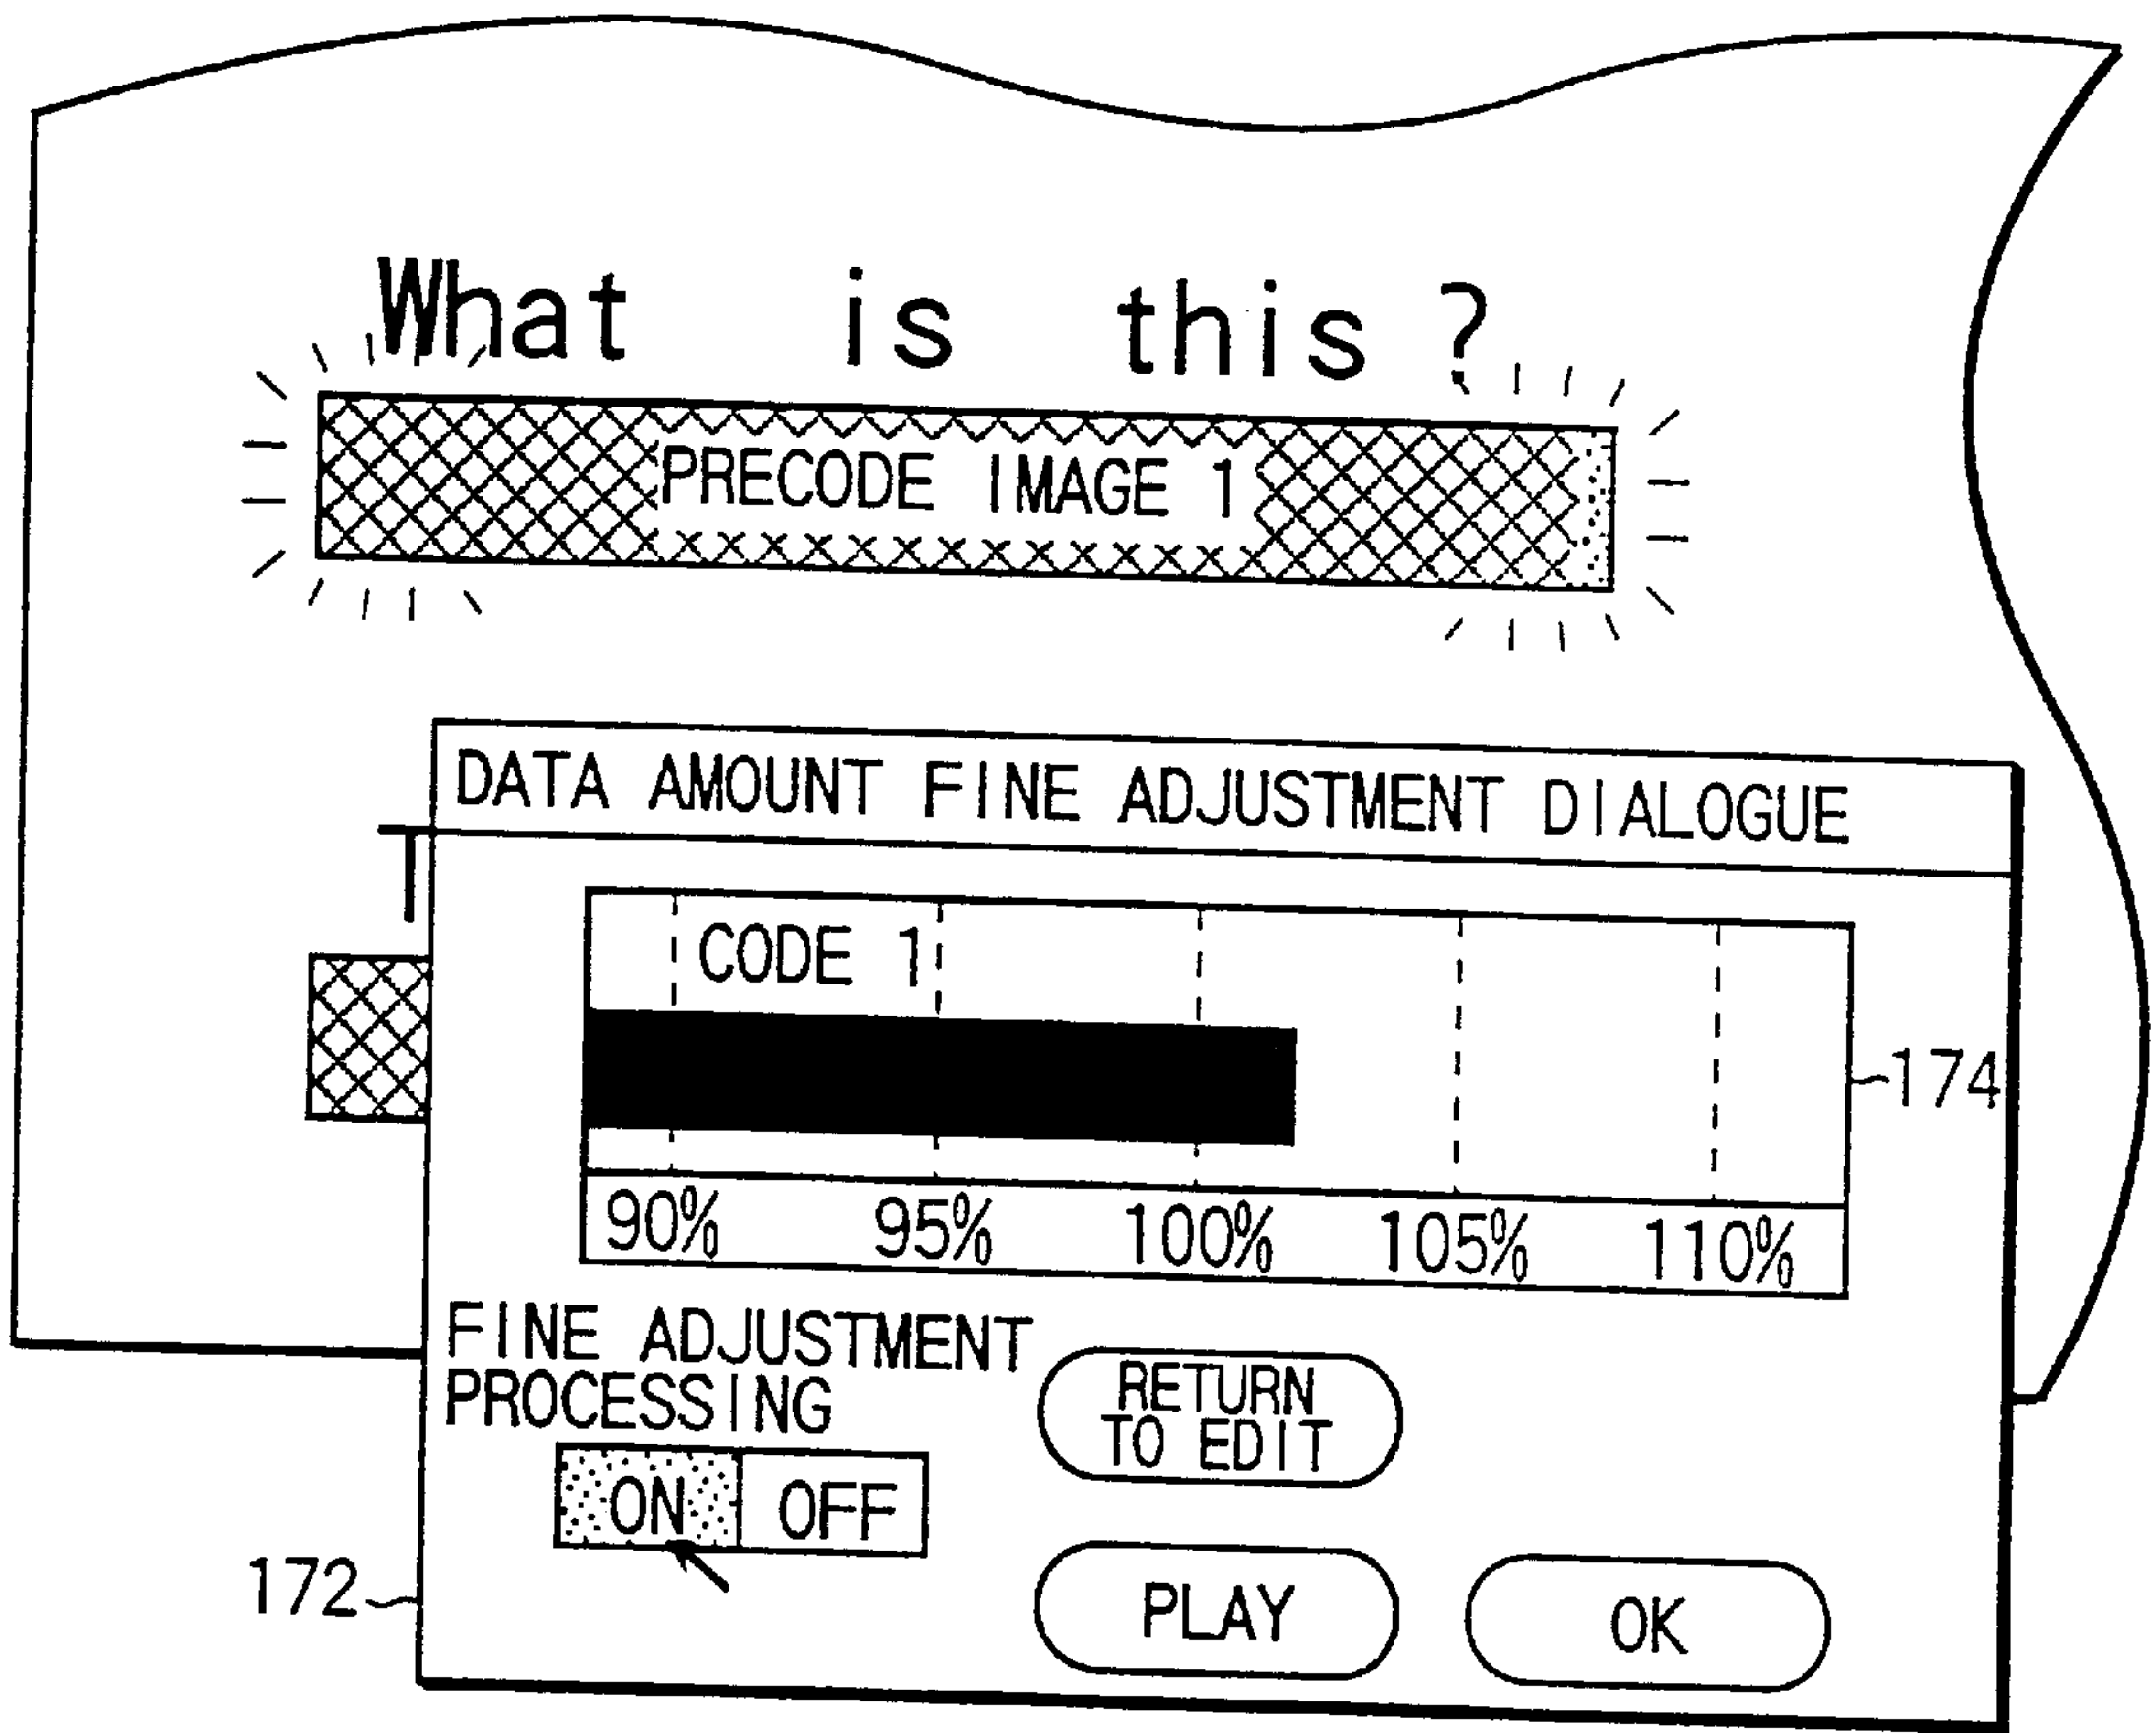 What is this?
PRECODE IMAGE 1
DATA AMOUNT FINE ADJUSTMENT DIALOGUE
CODE 1
174
90% 95% 100% 105% 110%
FINE ADJUSTMENT
PROCESSING
RETURN
TO EDIT
ON OFF
172
PLAY OK